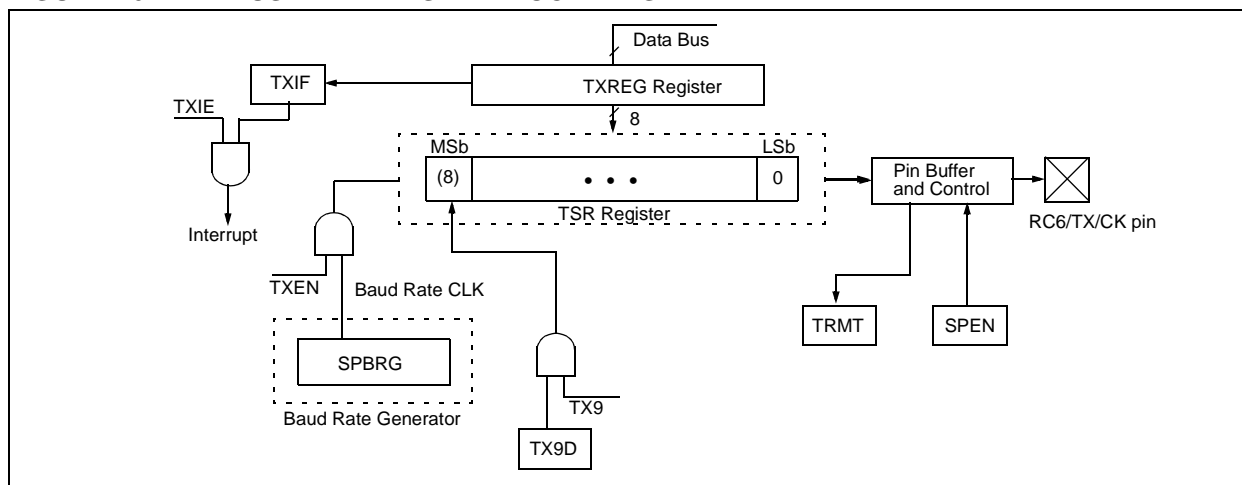 Data Bus
TXIF
TXREG Register
TXIE
8
MSb
LSb
(8)
• • •
0
Pin Buffer
and Control
TSR Register
Interrupt
RC6/TX/CK pin
TXEN
Baud Rate CLK
TRMT
SPEN
SPBRG
TX9
Baud Rate Generator
TX9D